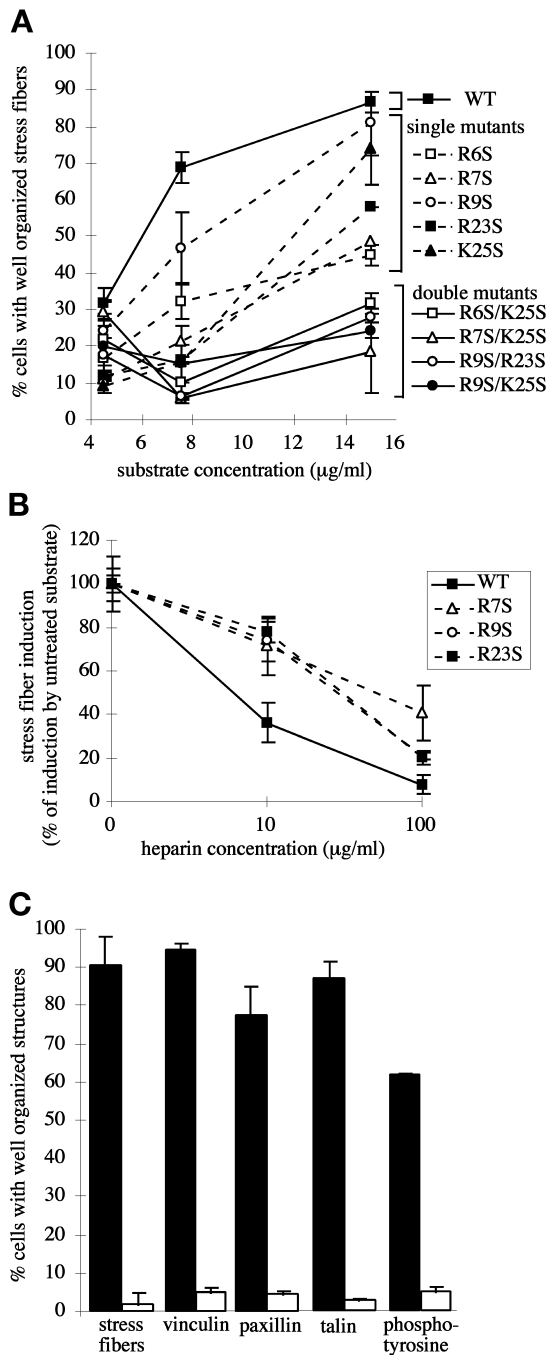 A
% cells with well organized stress fibers
100
90
80
70
60
50
40
30
20
10
0
4
6
8
10
12
14
16
substrate concentration (μg/ml)
WT
single mutants
R6S
R7S
R9S
R23S
K25S
double mutants
R6S/K25S
R7S/K25S
R9S/R23S
R9S/K25S
B
stress fiber induction
(% of induction by untreated substrate)
120
100
80
60
40
20
0
0
10
100
heparin concentration (μg/ml)
WT
R7S
R9S
R23S
C
% cells with well organized structures
100
90
80
70
60
50
40
30
20
10
0
stress
fibers
vinculin
paxillin
talin
phospho-
tyrosine